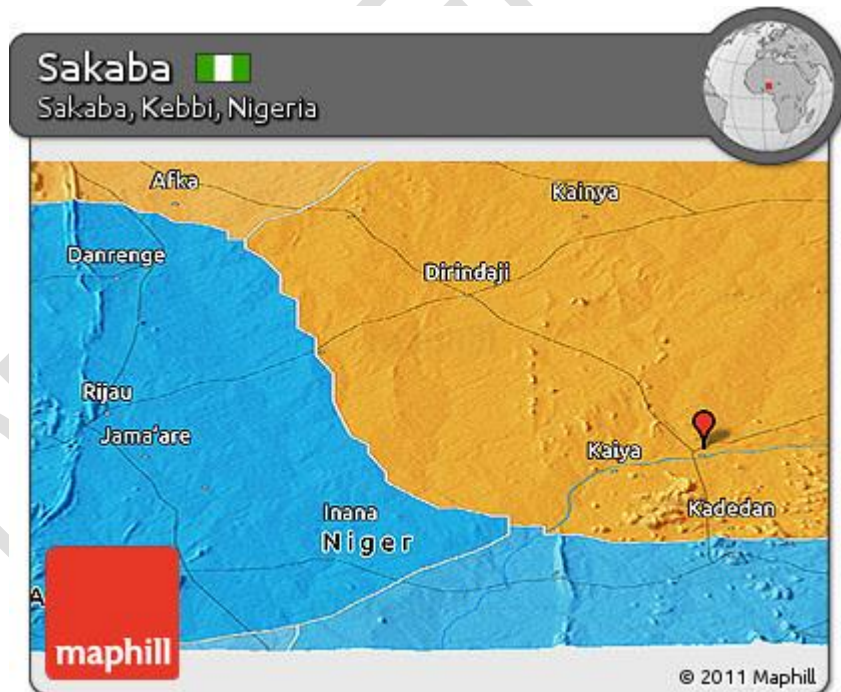 Sakaba
Sakaba, Kebbi, Nigeria
Afka
Kainya
Danrenge
Dirindaji
Rijau
Jama'are
Kaiya
Inana
Kadedan
Niger
A
maphill
© 2011 Maphill